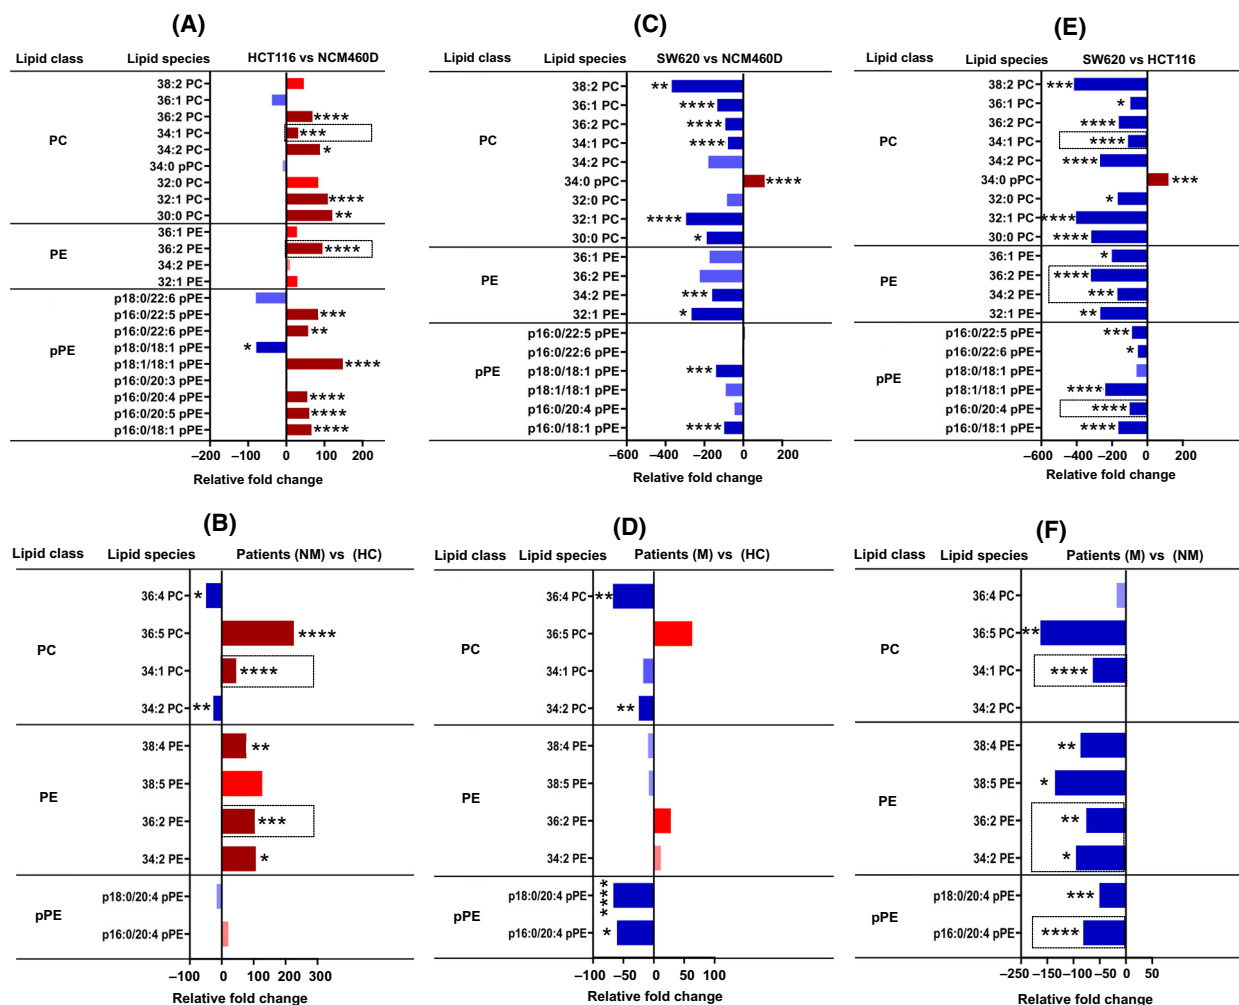 (A)
Lipid class Lipid species HCT116 vs NCM460D
38:2 PC
36:1 PC
36:2 PC ****
PC 34:1 PC ***
34:2 PC *
34:0 pPC
32:0 PC
32:1 PC ****
30:0 PC **
36:1 PE
PE 36:2 PE ****
34:2 PE
32:1 PE
p18:0/22:6 pPE
p16:0/22:5 pPE ***
p16:0/22:6 pPE **
p18:0/18:1 pPE *
pPE p18:1/18:1 pPE ****
p16:0/20:3 pPE
p16:0/20:4 pPE ****
p16:0/20:5 pPE ****
p16:0/18:1 pPE ****
−200 −100 0 100 200
Relative fold change
(C)
Lipid class Lipid species SW620 vs NCM460D
38:2 PC **
36:1 PC ****
36:2 PC ****
PC 34:1 PC ****
34:2 PC
34:0 pPC ****
32:0 PC
32:1 PC ****
30:0 PC *
36:1 PE
PE 36:2 PE
34:2 PE ***
32:1 PE *
p16:0/22:5 pPE
p16:0/22:6 pPE
pPE p18:0/18:1 pPE ***
p18:1/18:1 pPE
p16:0/20:4 pPE
p16:0/18:1 pPE ****
−600 −400 −200 0 200
Relative fold change
(E)
Lipid class Lipid species SW620 vs HCT116
38:2 PC ***
36:1 PC *
36:2 PC ****
PC 34:1 PC ****
34:2 PC ****
34:0 pPC ***
32:0 PC *
32:1 PC ****
30:0 PC ****
36:1 PE *
PE 36:2 PE ****
34:2 PE ***
32:1 PE **
p16:0/22:5 pPE ***
p16:0/22:6 pPE *
pPE p18:0/18:1 pPE
p18:1/18:1 pPE ****
p16:0/20:4 pPE ****
p16:0/18:1 pPE ****
−600 −400 −200 0 200
Relative fold change
(B)
Lipid class Lipid species Patients (NM) vs (HC)
36:4 PC *
36:5 PC ****
PC
34:1 PC ****
34:2 PC **
38:4 PE **
38:5 PE
PE
36:2 PE ***
34:2 PE *
p18:0/20:4 pPE
pPE
p16:0/20:4 pPE
−100 0 100 200 300
Relative fold change
(D)
Lipid class Lipid species Patients (M) vs (HC)
36:4 PC **
36:5 PC
PC
34:1 PC
34:2 PC **
38:4 PE
38:5 PE
PE
36:2 PE
34:2 PE
p18:0/20:4 pPE ****
pPE
p16:0/20:4 pPE *
−100 −50 0 50 100
Relative fold change
(F)
Lipid class Lipid species Patients (M) vs (NM)
36:4 PC
36:5 PC **
PC
34:1 PC ****
34:2 PC
38:4 PE **
38:5 PE *
PE
36:2 PE **
34:2 PE *
p18:0/20:4 pPE ***
pPE
p16:0/20:4 pPE ****
−250 −150 −100 −50 0 50
Relative fold change